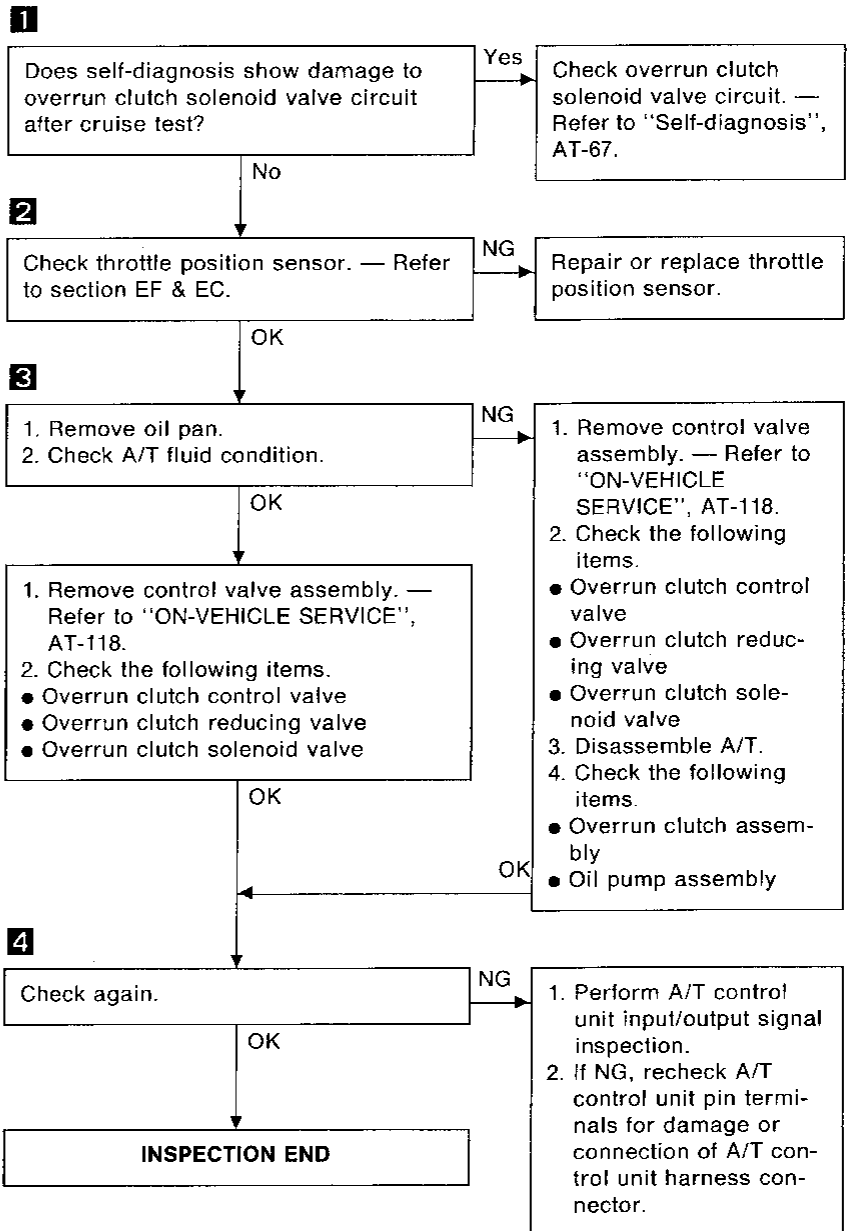 1
Does self-diagnosis show damage to
overrun clutch solenoid valve circuit
after cruise test?
Yes
Check overrun clutch
solenoid valve circuit. —
Refer to “Self-diagnosis”,
AT-67.
No
2
Check throttle position sensor. — Refer
to section EF & EC.
NG
Repair or replace throttle
position sensor.
OK
3
1. Remove oil pan.
2. Check A/T fluid condition.
NG
1. Remove control valve
assembly. — Refer to
“ON-VEHICLE
SERVICE”, AT-118.
2. Check the following
items.
● Overrun clutch control
valve
● Overrun clutch reduc-
ing valve
● Overrun clutch sole-
noid valve
3. Disassemble A/T.
4. Check the following
items.
● Overrun clutch assem-
bly
● Oil pump assembly
OK
1. Remove control valve assembly. —
Refer to “ON-VEHICLE SERVICE”,
AT-118.
2. Check the following items.
● Overrun clutch control valve
● Overrun clutch reducing valve
● Overrun clutch solenoid valve
OK
OK
4
Check again.
NG
1. Perform A/T control
unit input/output signal
inspection.
2. If NG, recheck A/T
control unit pin termi-
nals for damage or
connection of A/T con-
trol unit harness con-
nector.
OK
INSPECTION END